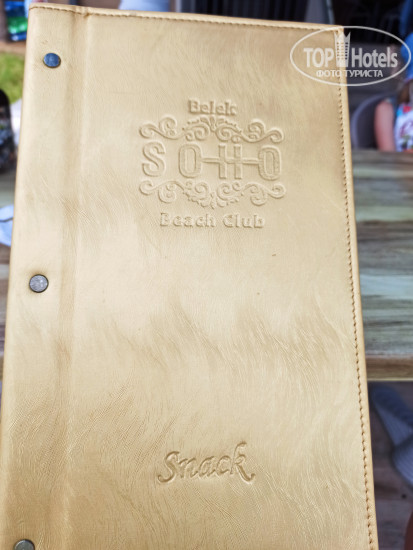 TOP Hotels
ФОТО ТУРИСТА
Belek
SOHO
Beach Club
Snack